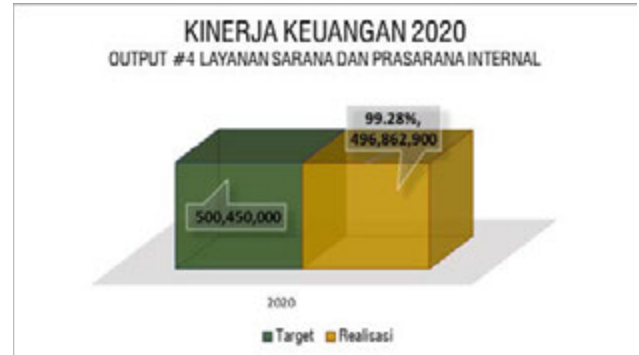 KINERJA KEUANGAN 2020
OUTPUT #4 LAYANAN SARANA DAN PRASARANA INTERNAL
99.28%,
496,862,900
500,450,000
2020
Target Realisasi